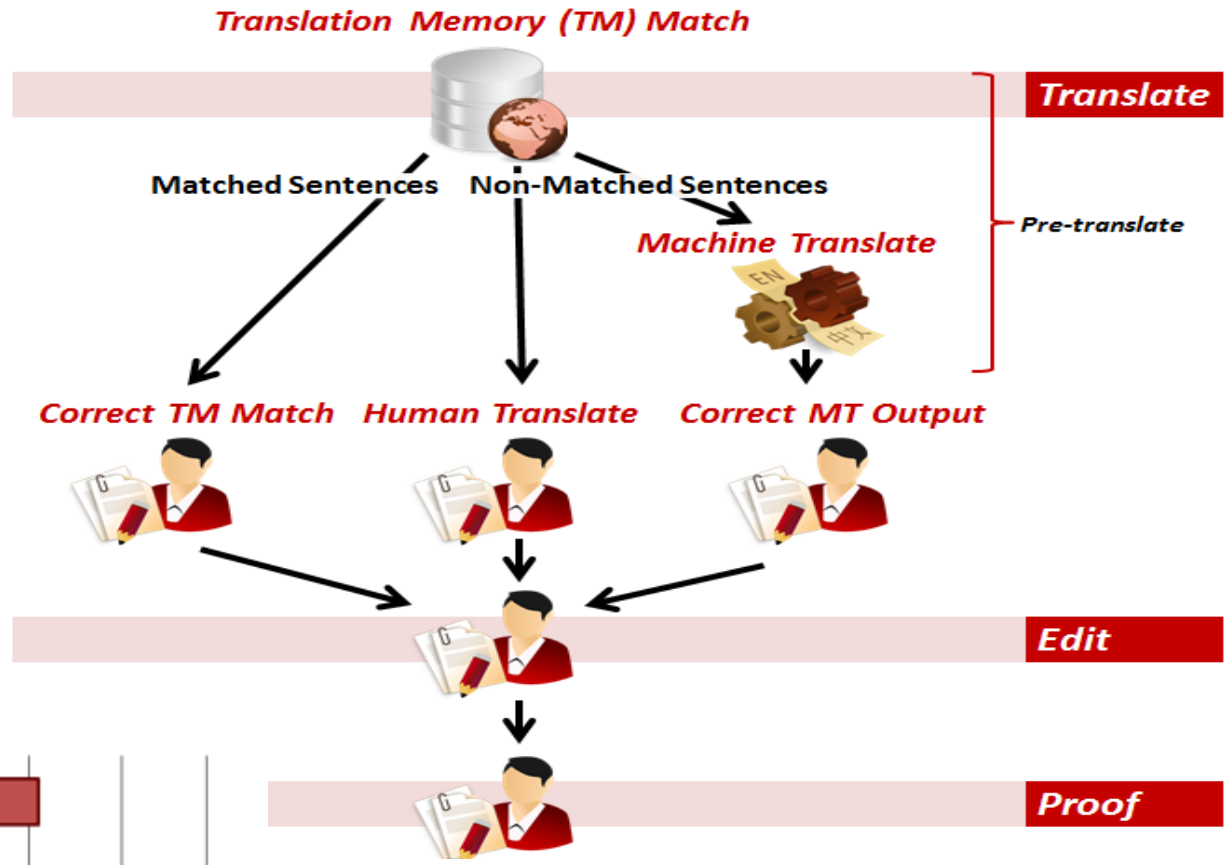 Translation Memory (TM) Match
Translate
Matched Sentences Non-Matched Sentences
Pre-translate
Machine Translate
EN
中文
Correct TM Match Human Translate Correct MT Output
Edit
Proof